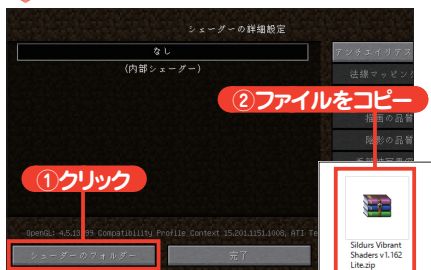 シェーダーの詳細設定
なし
(内部シェーダー)
アンチエイリアス
法線マッピング
②ファイルをコピー
描画の品質
陰影の品質
①クリック
OpenGL: 4.5.13399 Compatibility Profile Context 15.201.1151.1008, ATI Te
シェーダーのフォルダー
完了
Sildurs Vibrant
Shaders v1.162
Lite.zip